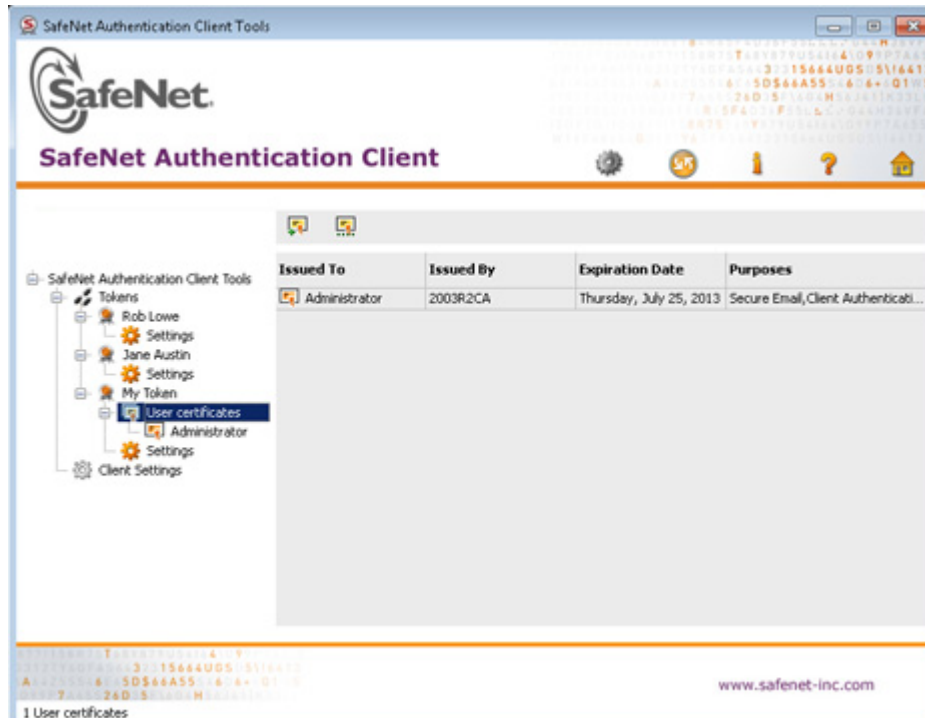 SafeNet Authentication Client Tools
SafeNet.
SafeNet Authentication Client
SafeNet Authentication Client Tools
Tokens
Rob Lowe
Settings
Jane Austin
Settings
My Token
User certificates
Administrator
Settings
Client Settings
Issued To Issued By Expiration Date Purposes
Administrator 2003R2CA Thursday, July 25, 2013 Secure Email,Client Authenticati...
www.safenet-inc.com
1 User certificates